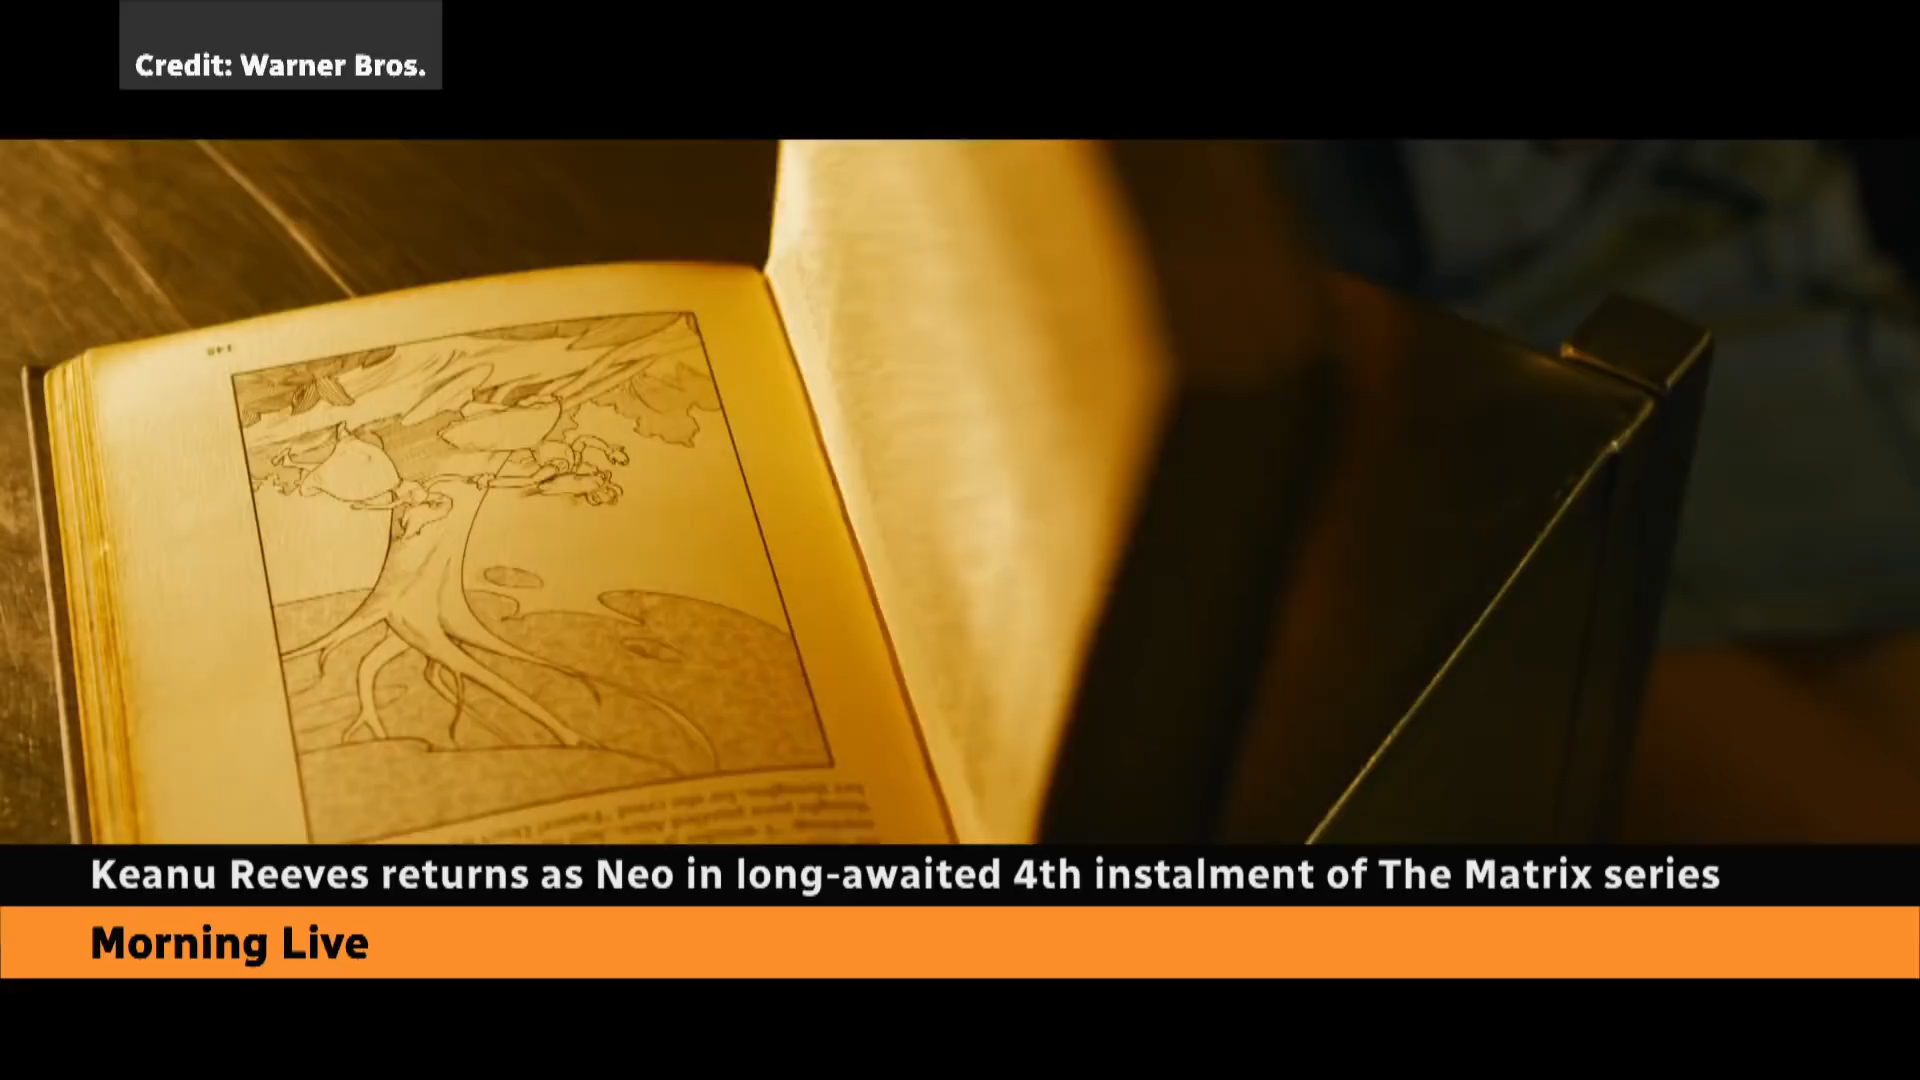 Credit: Warner Bros.
Keanu Reeves returns as Neo in long-awaited 4th instalment of The Matrix series
Morning Live